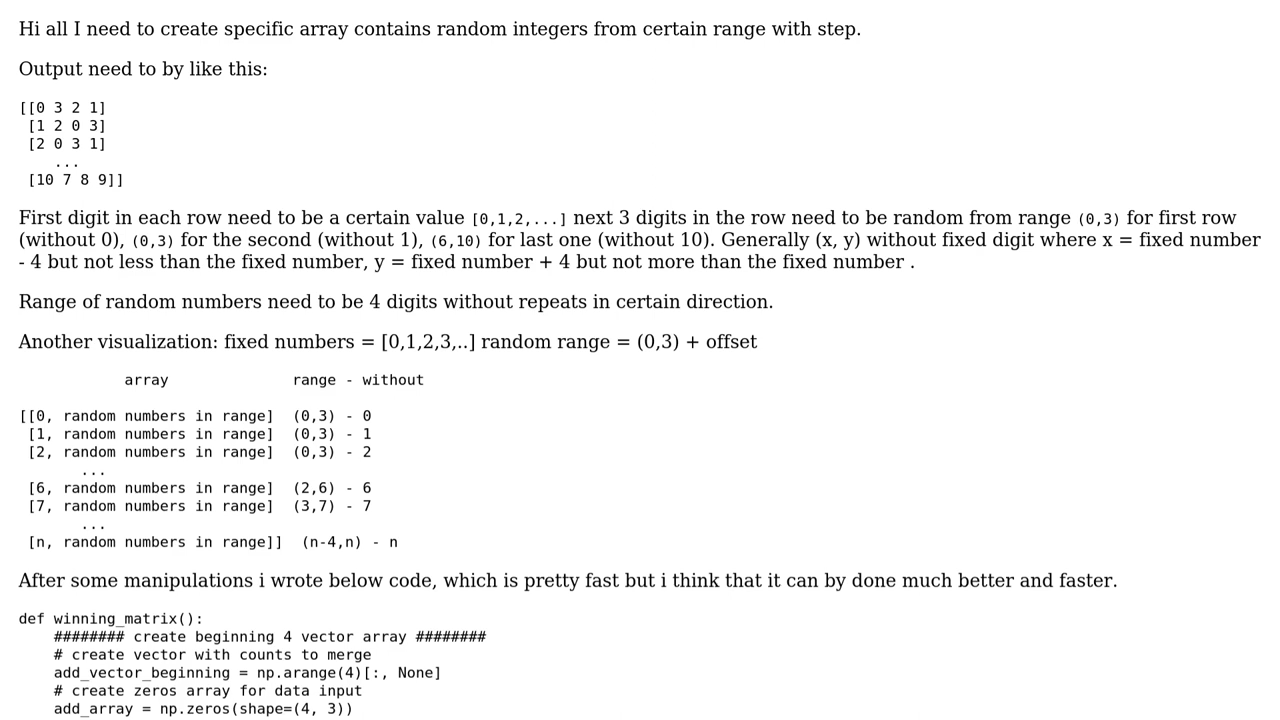 Hi all I need to create specific array contains random integers from certain range with step.
Output need to by like this:
[[0 3 2 1]
 [1 2 0 3]
 [2 0 3 1]
    ...
 [10 7 8 9]]
First digit in each row need to be a certain value [0,1,2,...] next 3 digits in the row need to be random from range (0,3) for first row
(without 0), (0,3) for the second (without 1), (6,10) for last one (without 10). Generally (x, y) without fixed digit where x = fixed number
- 4 but not less than the fixed number, y = fixed number + 4 but not more than the fixed number .
Range of random numbers need to be 4 digits without repeats in certain direction.
Another visualization: fixed numbers = [0,1,2,3,..] random range = (0,3) + offset
            array              range - without
[[0, random numbers in range]  (0,3) - 0
 [1, random numbers in range]  (0,3) - 1
 [2, random numbers in range]  (0,3) - 2
       ...
 [6, random numbers in range]  (2,6) - 6
 [7, random numbers in range]  (3,7) - 7
       ...
 [n, random numbers in range]]  (n-4,n) - n
After some manipulations i wrote below code, which is pretty fast but i think that it can by done much better and faster.
def winning_matrix():
    ######## create beginning 4 vector array ########
    # create vector with counts to merge
    add_vector_beginning = np.arange(4)[:, None]
    # create zeros array for data input
    add_array = np.zeros(shape=(4, 3))